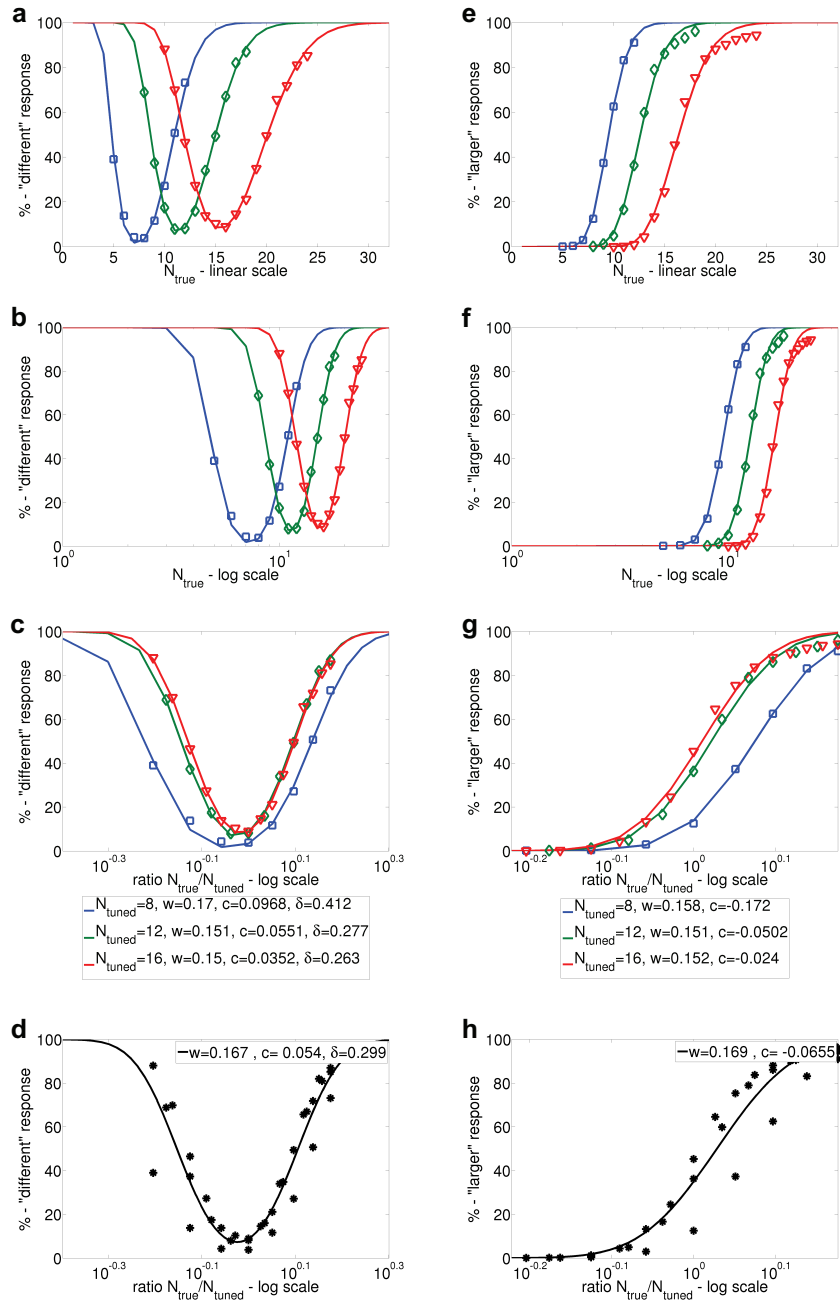 a
100
80
60
40
20
0
% - "different" response
0 5 10 15 20 25 30
N_true - linear scale
e
100
80
60
40
20
0
% - "larger" response
0 5 10 15 20 25 30
N_true - linear scale
b
100
80
60
40
20
0
% - "different" response
10^0 10^1
N_true - log scale
f
100
80
60
40
20
0
% - "larger" response
10^0 10^1
N_true - log scale
c
100
80
60
40
20
0
% - "different" response
10^-0.3 10^-0.1 10^0.1 10^0.3
ratio N_true/N_tuned - log scale
N_tuned=8, w=0.17, c=0.0968, δ=0.412
N_tuned=12, w=0.151, c=0.0551, δ=0.277
N_tuned=16, w=0.15, c=0.0352, δ=0.263
g
100
80
60
40
20
0
% - "larger" response
10^-0.2 10^-0.1 10^0 10^0.1
ratio N_true/N_tuned - log scale
N_tuned=8, w=0.158, c=-0.172
N_tuned=12, w=0.151, c=-0.0502
N_tuned=16, w=0.152, c=-0.024
d
100
80
60
40
20
0
% - "different" response
w=0.167 , c= 0.054, δ=0.299
10^-0.3 10^-0.1 10^0.1 10^0.3
ratio N_true/N_tuned - log scale
h
100
80
60
40
20
0
% - "larger" response
w=0.169 , c= -0.0655
10^-0.2 10^-0.1 10^0 10^0.1
ratio N_true/N_tuned - log scale